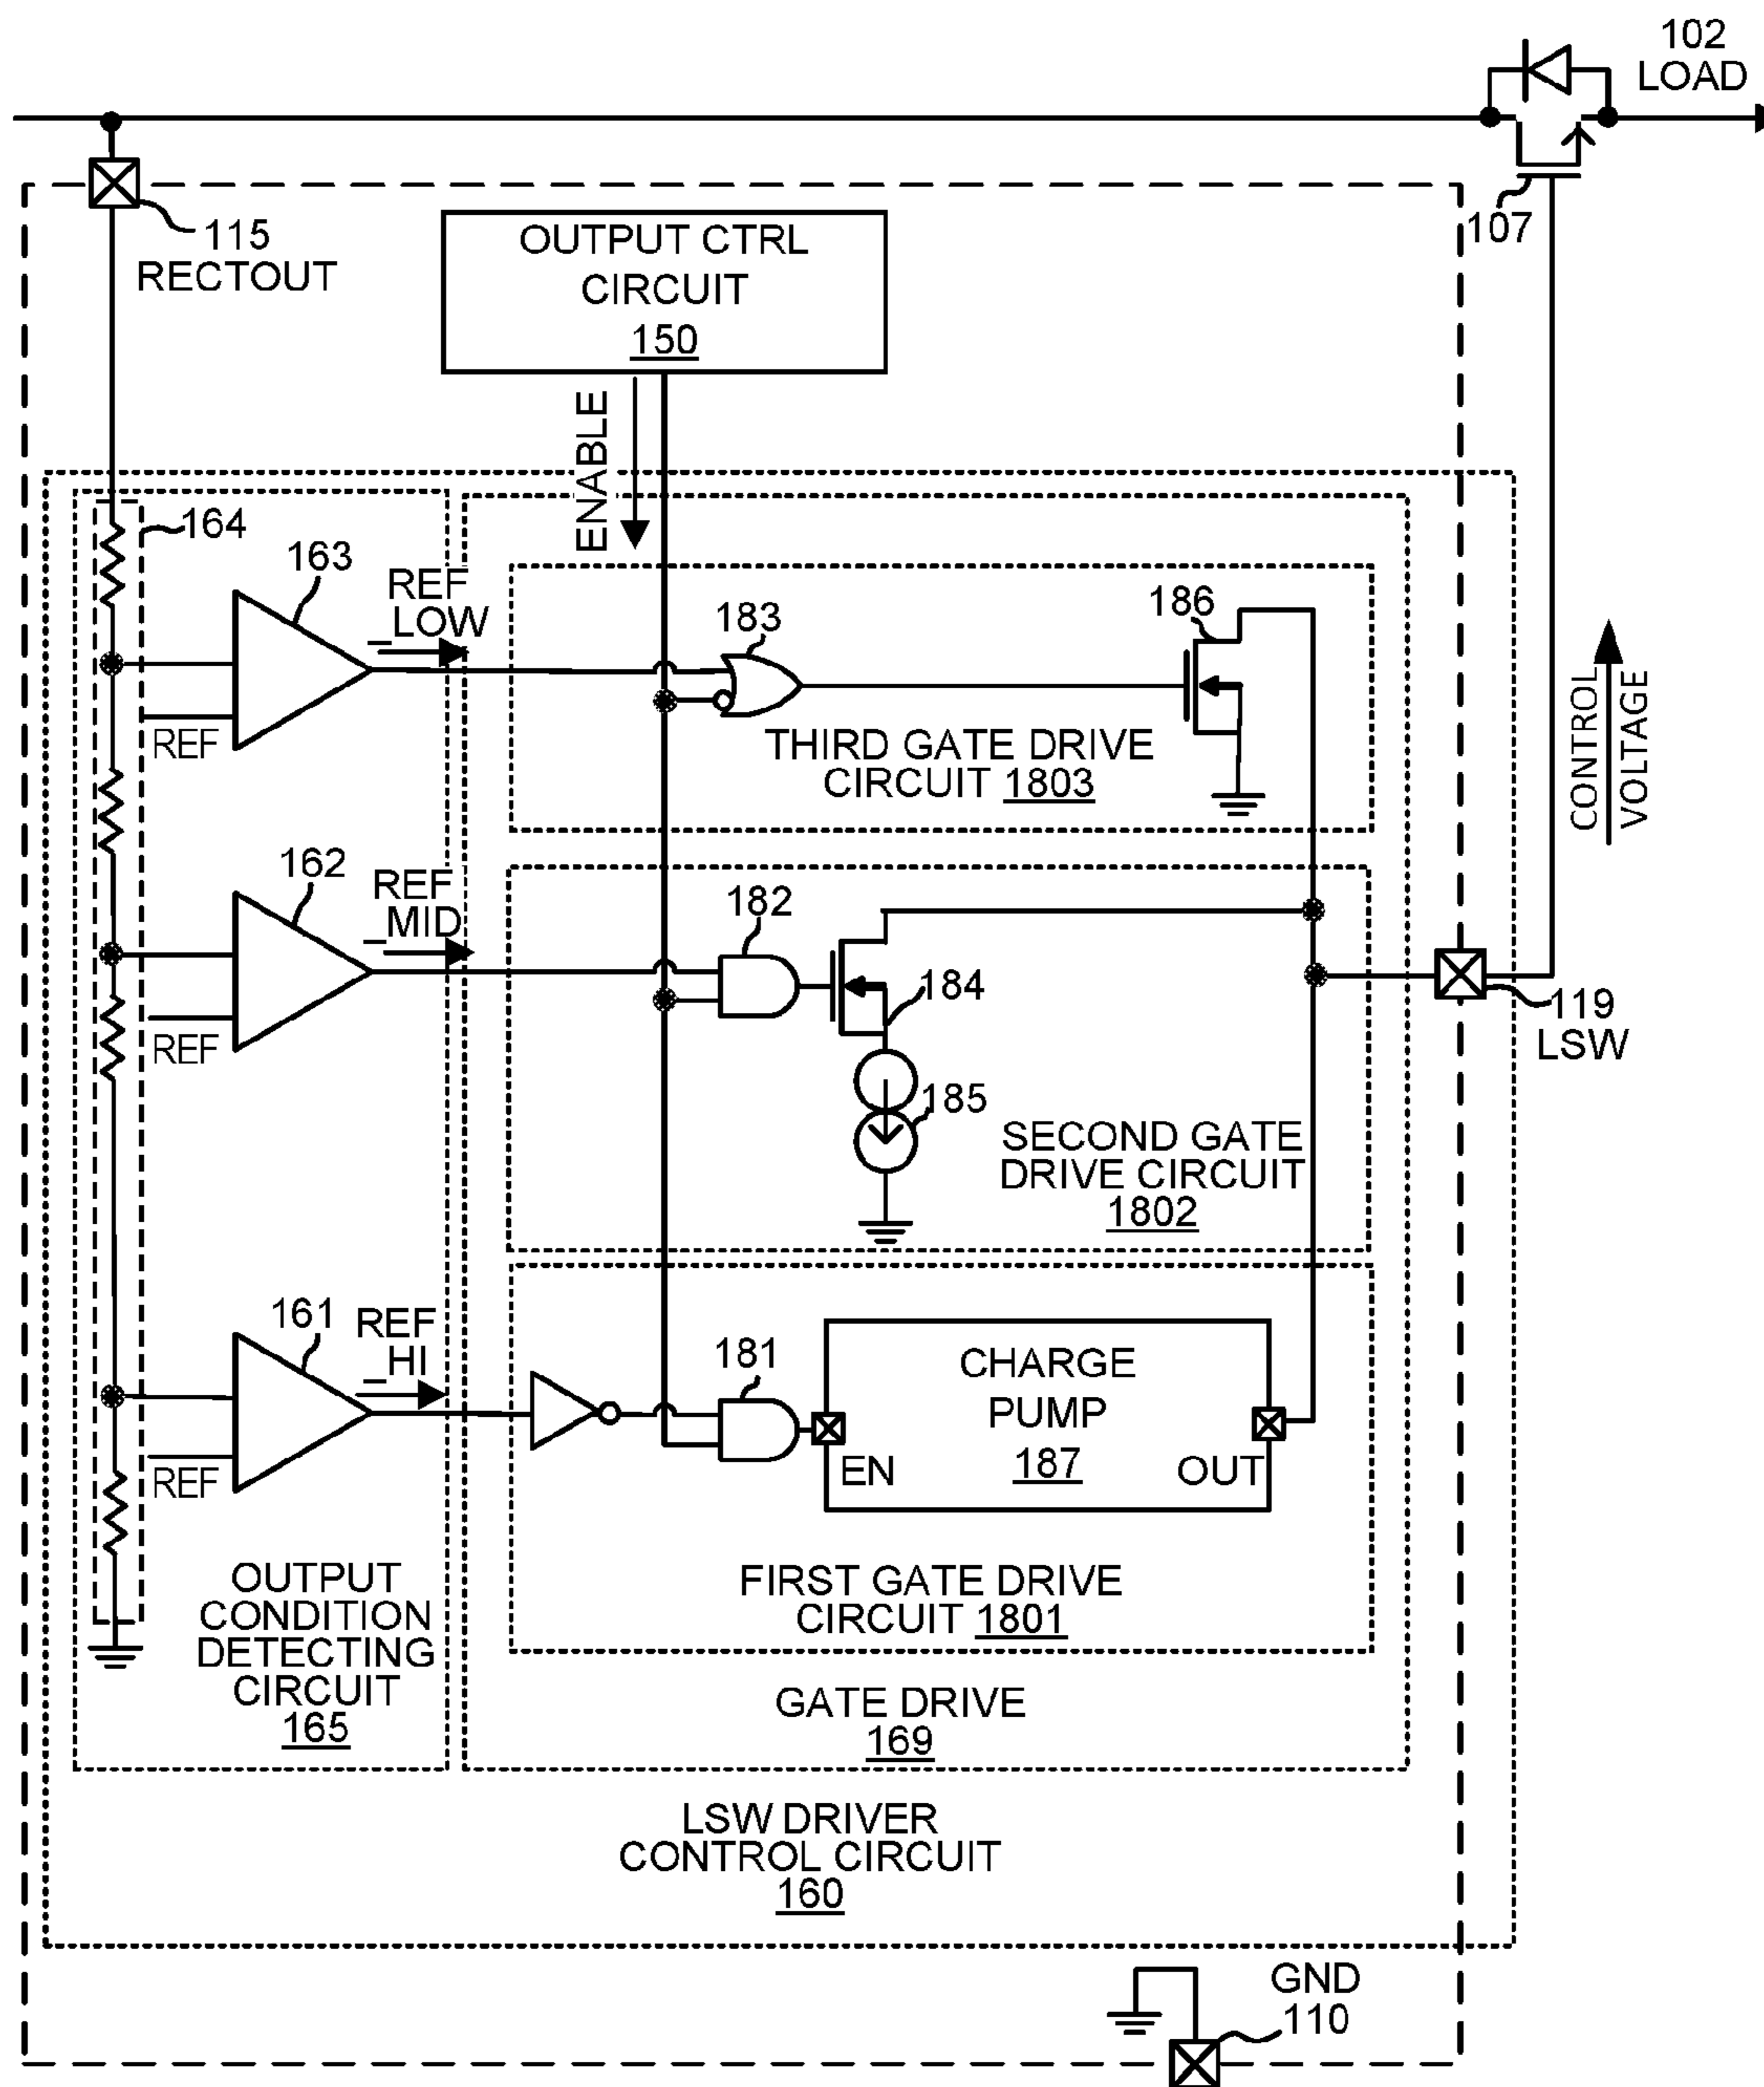 102
LOAD
107
115
RECTOUT
OUTPUT CTRL
CIRCUIT
150
ENABLE
164
163
REF
_LOW
REF
183
186
THIRD GATE DRIVE
CIRCUIT 1803
CONTROL
VOLTAGE
162
REF
_MID
REF
182
184
185
119
LSW
SECOND GATE
DRIVE CIRCUIT
1802
161
REF
_HI
REF
181
CHARGE
PUMP
187
EN
OUT
FIRST GATE DRIVE
CIRCUIT 1801
OUTPUT
CONDITION
DETECTING
CIRCUIT
165
GATE DRIVE
169
LSW DRIVER
CONTROL CIRCUIT
160
GND
110